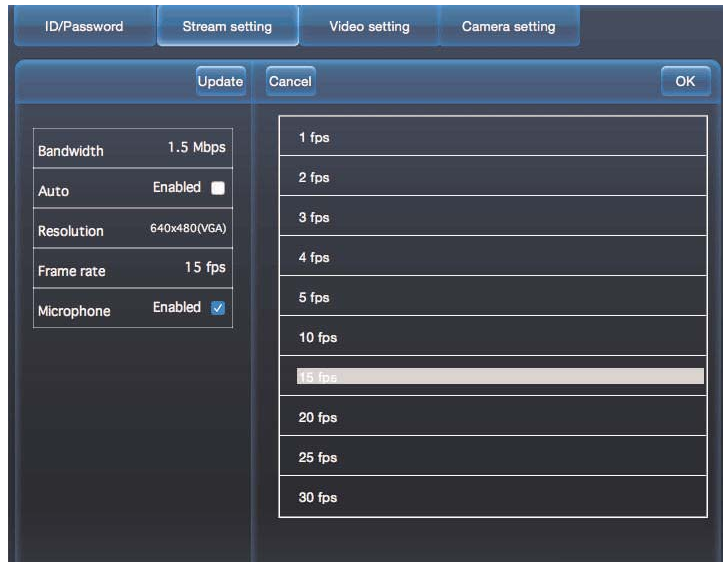 ID/Password Stream setting Video setting Camera setting
Update Cancel OK
Bandwidth 1.5 Mbps
Auto Enabled
Resolution 640x480(VGA)
Frame rate 15 fps
Microphone Enabled
1 fps
2 fps
3 fps
4 fps
5 fps
10 fps
15 fps
20 fps
25 fps
30 fps